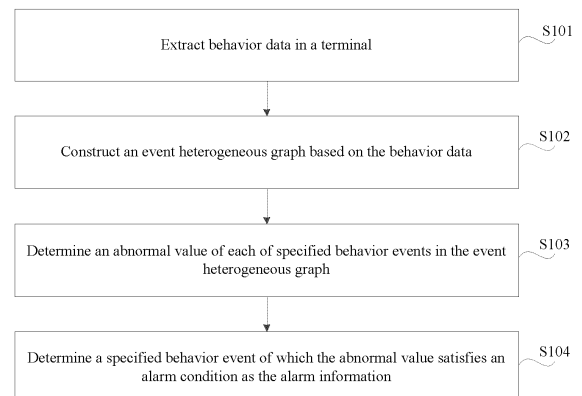 S101
Extract behavior data in a terminal
S102
Construct an event heterogeneous graph based on the behavior data
S103
Determine an abnormal value of each of specified behavior events in the event
heterogeneous graph
S104
Determine a specified behavior event of which the abnormal value satisfies an
alarm condition as the alarm information